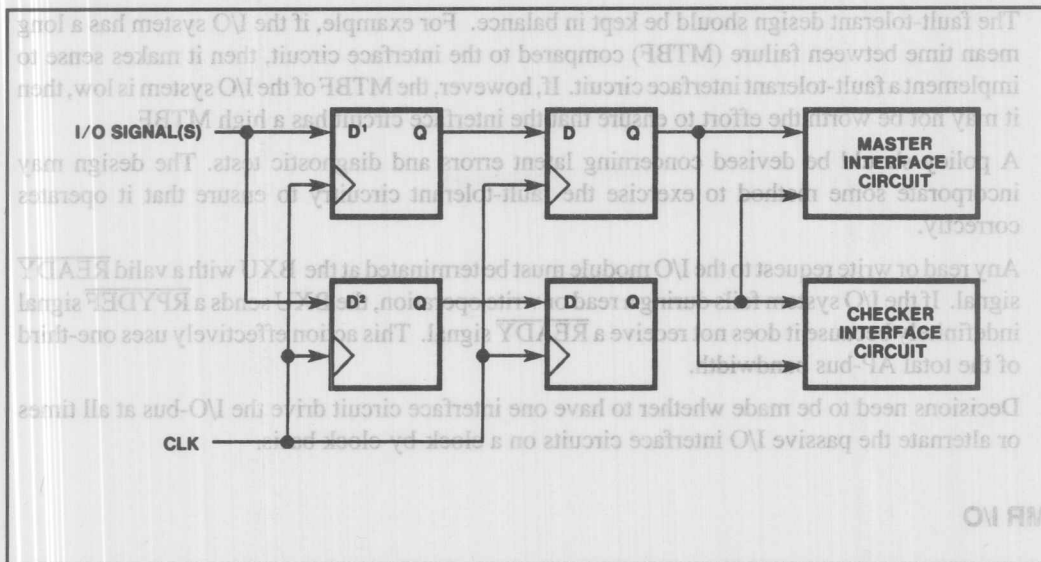 I/O SIGNAL(S)
D¹ Q
D Q
MASTER
INTERFACE
CIRCUIT
D² Q
D Q
CHECKER
INTERFACE
CIRCUIT
CLK
The fault-tolerant design should be kept in balance. For example, if the I/O system has a long
mean time between failure (MTBF) compared to the interface circuit, then it makes sense to
implement a fault-tolerant interface circuit. If, however, the MTBF of the I/O system is low, then
it may not be worth the effort to ensure that the interface circuit has a high MTBF
A policy be devised concerning latent errors and diagnostic tests. The design may
incorporate some method to exercise the fault-tolerant circuitry to ensure that it operates
correctly.
Any read or write request to the I/O module must be terminated at the BXU with a valid READY
signal. If the I/O system fails during a read or write operation, the BXU sends a RPYDEF signal
indefinitely because it does not receive a READY signal. This action effectively uses one-third
of the total AP-bus bandwidth.
Decisions need to be made whether to have one interface circuit drive the I/O-bus at all times
or alternate the passive I/O interface circuits on a clock by clock basis.
MR I/O